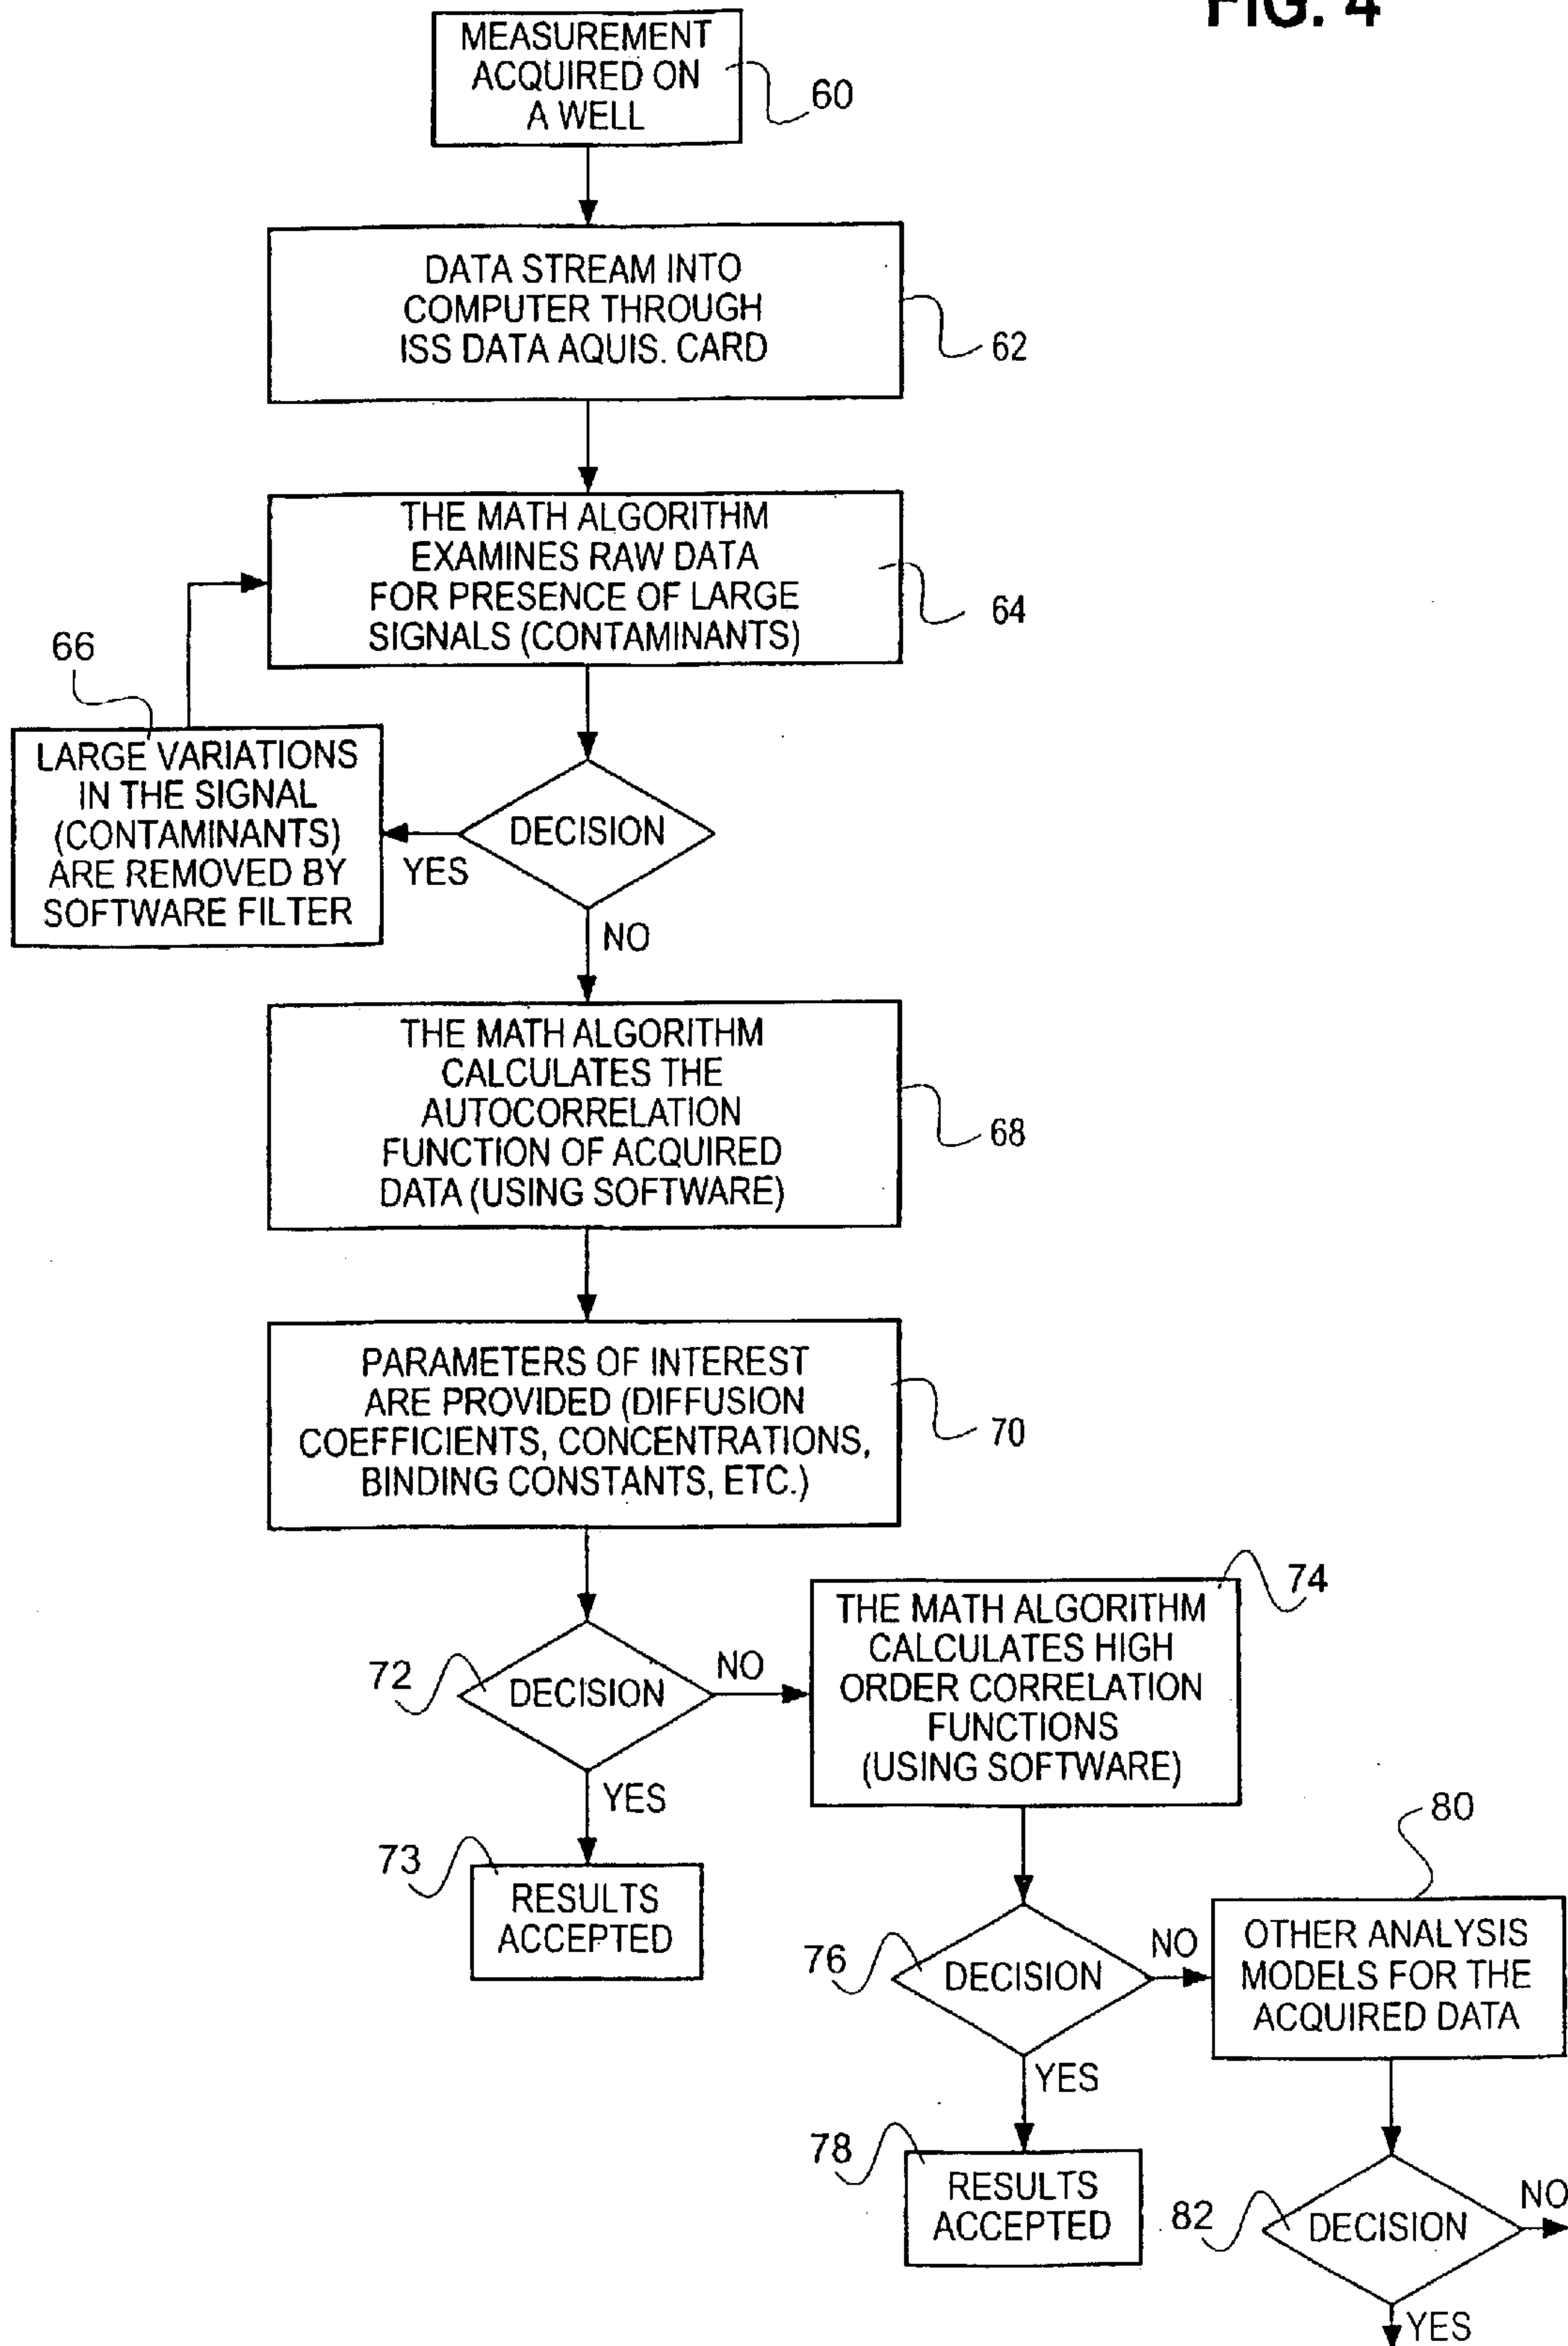 FIG. 4
MEASUREMENT
ACQUIRED ON
A WELL
60
DATA STREAM INTO
COMPUTER THROUGH
ISS DATA AQUIS. CARD
62
THE MATH ALGORITHM
EXAMINES RAW DATA
FOR PRESENCE OF LARGE
SIGNALS (CONTAMINANTS)
64
66
LARGE VARIATIONS
IN THE SIGNAL
(CONTAMINANTS)
ARE REMOVED BY
SOFTWARE FILTER
YES
DECISION
NO
THE MATH ALGORITHM
CALCULATES THE
AUTOCORRELATION
FUNCTION OF ACQUIRED
DATA (USING SOFTWARE)
68
PARAMETERS OF INTEREST
ARE PROVIDED (DIFFUSION
COEFFICIENTS, CONCENTRATIONS,
BINDING CONSTANTS, ETC.)
70
72
DECISION
NO
YES
73
RESULTS
ACCEPTED
74
THE MATH ALGORITHM
CALCULATES HIGH
ORDER CORRELATION
FUNCTIONS
(USING SOFTWARE)
76
DECISION
NO
YES
78
RESULTS
ACCEPTED
80
OTHER ANALYSIS
MODELS FOR THE
ACQUIRED DATA
82
DECISION
NO
YES